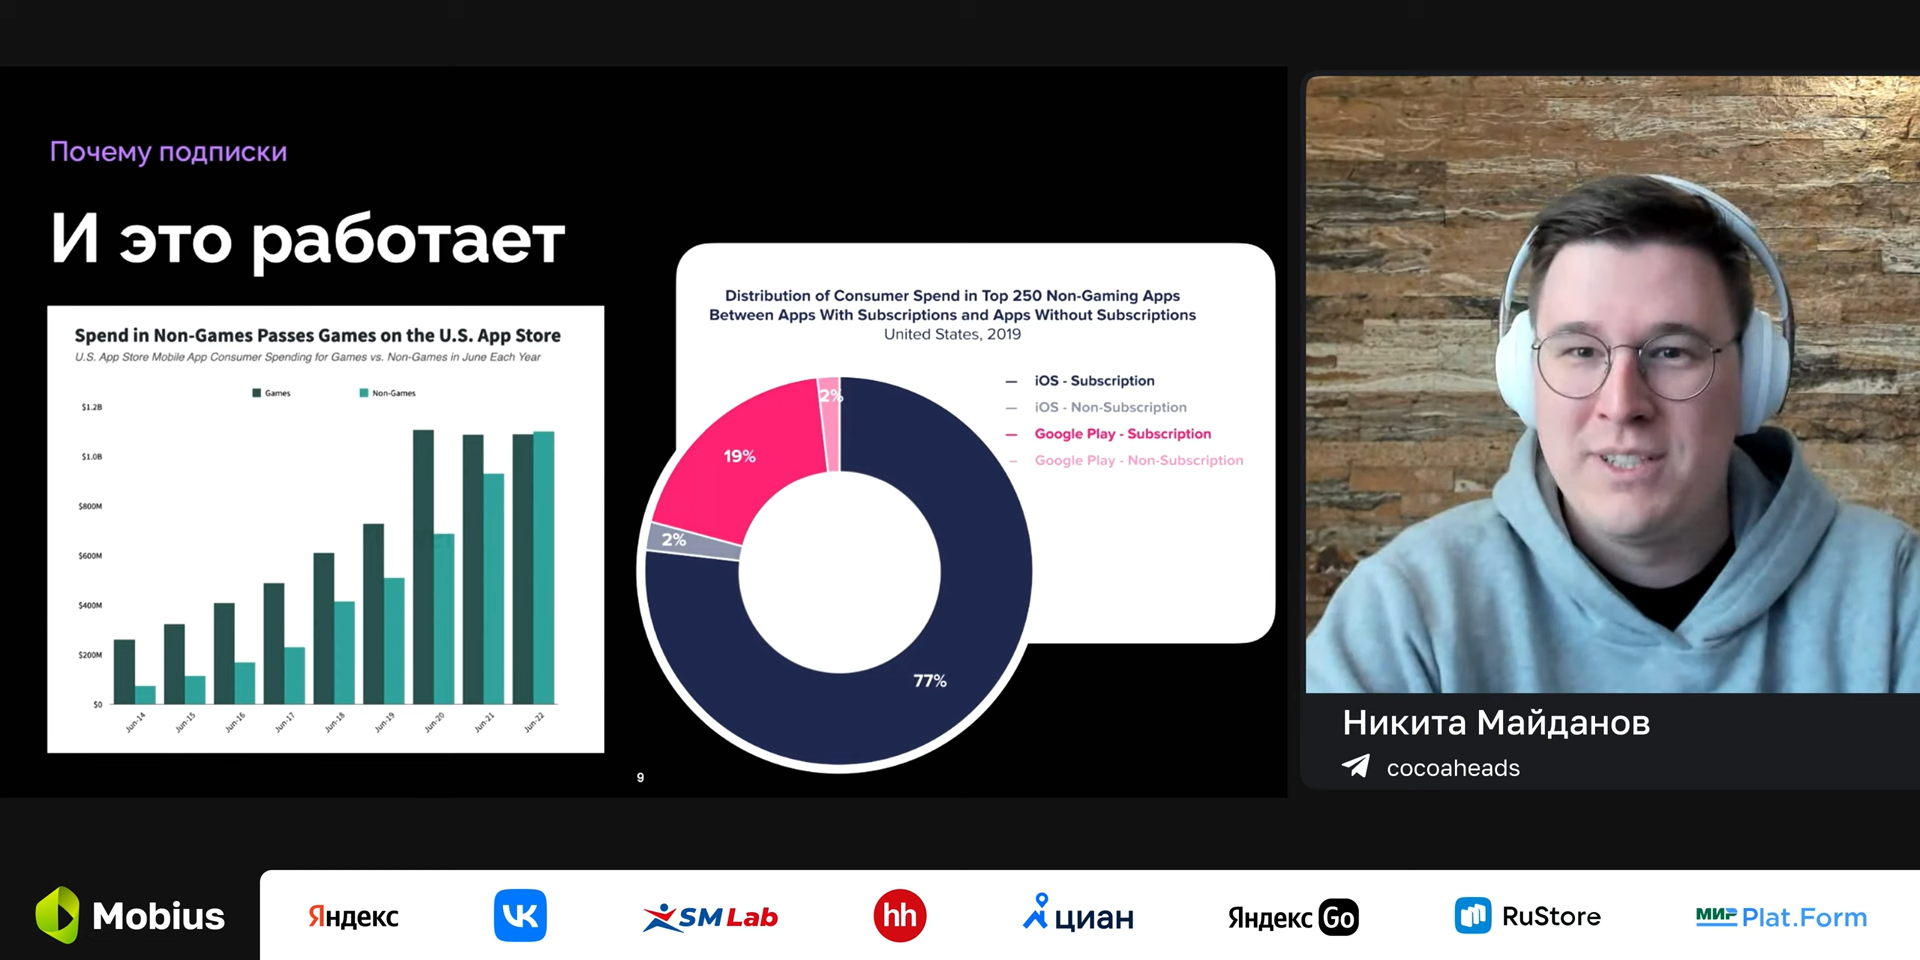 Почему подписки
И это работает
Spend in Non-Games Passes Games on the U.S. App Store
U.S. App Store Mobile App Consumer Spending for Games vs. Non-Games in June Each Year
Games
Non-Games
$1.2B
$1.0B
$800M
$600M
$400M
$200M
$0
Jun-14
Jun-15
Jun-16
Jun-17
Jun-18
Jun-19
Jun-20
Jun-21
Jun-22
Distribution of Consumer Spend in Top 250 Non-Gaming Apps
Between Apps With Subscriptions and Apps Without Subscriptions
United States, 2019
iOS - Subscription
iOS - Non-Subscription
Google Play - Subscription
Google Play - Non-Subscription
2%
19%
2%
77%
9
Никита Майданов
cocoaheads
Mobius
Яндекс
VK
SM Lab
hh
циан
Яндекс Go
RuStore
МИР Plat.Form